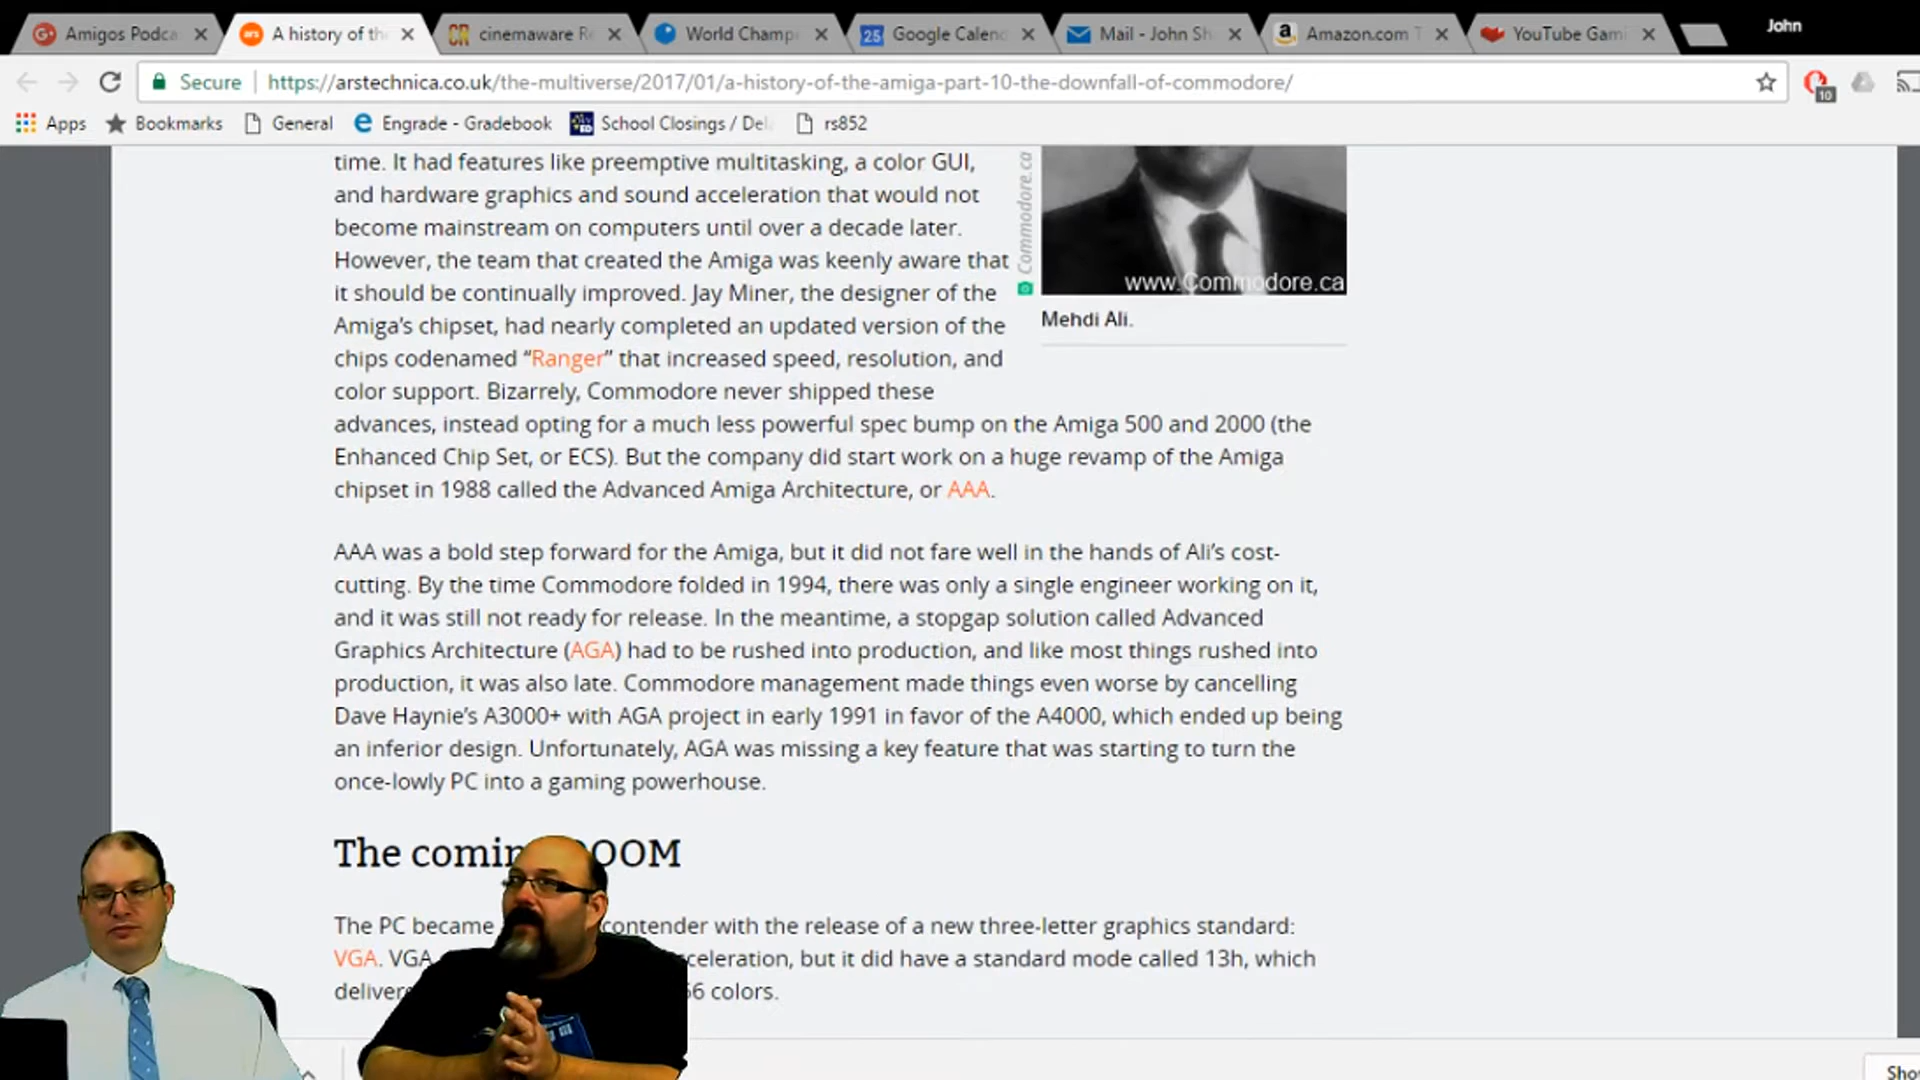 Amigos Podca
A history of the
cinemaware Re
World Champi
25 Google Calend
Mail - John Sh
Amazon.com T
YouTube Gami
John
Secure https://arstechnica.co.uk/the-multiverse/2017/01/a-history-of-the-amiga-part-10-the-downfall-of-commodore/
10
Apps Bookmarks General Engrade - Gradebook School Closings / Del rs852
time. It had features like preemptive multitasking, a color GUI,
and hardware graphics and sound acceleration that would not
become mainstream on computers until over a decade later.
However, the team that created the Amiga was keenly aware that
it should be continually improved. Jay Miner, the designer of the
Amiga’s chipset, had nearly completed an updated version of the
chips codenamed “Ranger” that increased speed, resolution, and
color support. Bizarrely, Commodore never shipped these
advances, instead opting for a much less powerful spec bump on the Amiga 500 and 2000 (the
Enhanced Chip Set, or ECS). But the company did start work on a huge revamp of the Amiga
chipset in 1988 called the Advanced Amiga Architecture, or AAA.
Commodore.ca
www.Commodore.ca
Mehdi Ali.
AAA was a bold step forward for the Amiga, but it did not fare well in the hands of Ali’s cost-
cutting. By the time Commodore folded in 1994, there was only a single engineer working on it,
and it was still not ready for release. In the meantime, a stopgap solution called Advanced
Graphics Architecture (AGA) had to be rushed into production, and like most things rushed into
production, it was also late. Commodore management made things even worse by cancelling
Dave Haynie’s A3000+ with AGA project in early 1991 in favor of the A4000, which ended up being
an inferior design. Unfortunately, AGA was missing a key feature that was starting to turn the
once-lowly PC into a gaming powerhouse.
The comin OOM
The PC became contender with the release of a new three-letter graphics standard:
VGA. VGA celeration, but it did have a standard mode called 13h, which
deliver 56 colors.
Sho